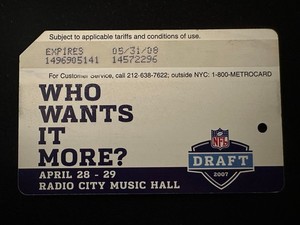 Subject to applicable tariffs and conditions of use.
EXPIRES 05/31/08
1496905141 14572296
For Customer Service, call 212-638-7622; outside NYC: 1-800-METROCARD
WHO
WANTS
IT
MORE?
APRIL 28 - 29
RADIO CITY MUSIC HALL
NFL
DRAFT
2007